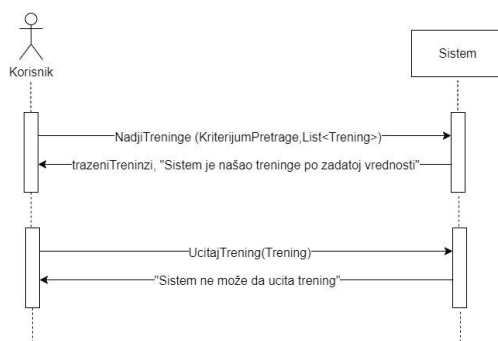 Korisnik
Sistem
NadjiTreninge (KriterijumPretrage,List<Trening>)
trazeniTreninzi, "Sistem je našao treninge po zadatoj vrednosti"
UcitajTrening(Trening)
"Sistem ne može da ucita trening"